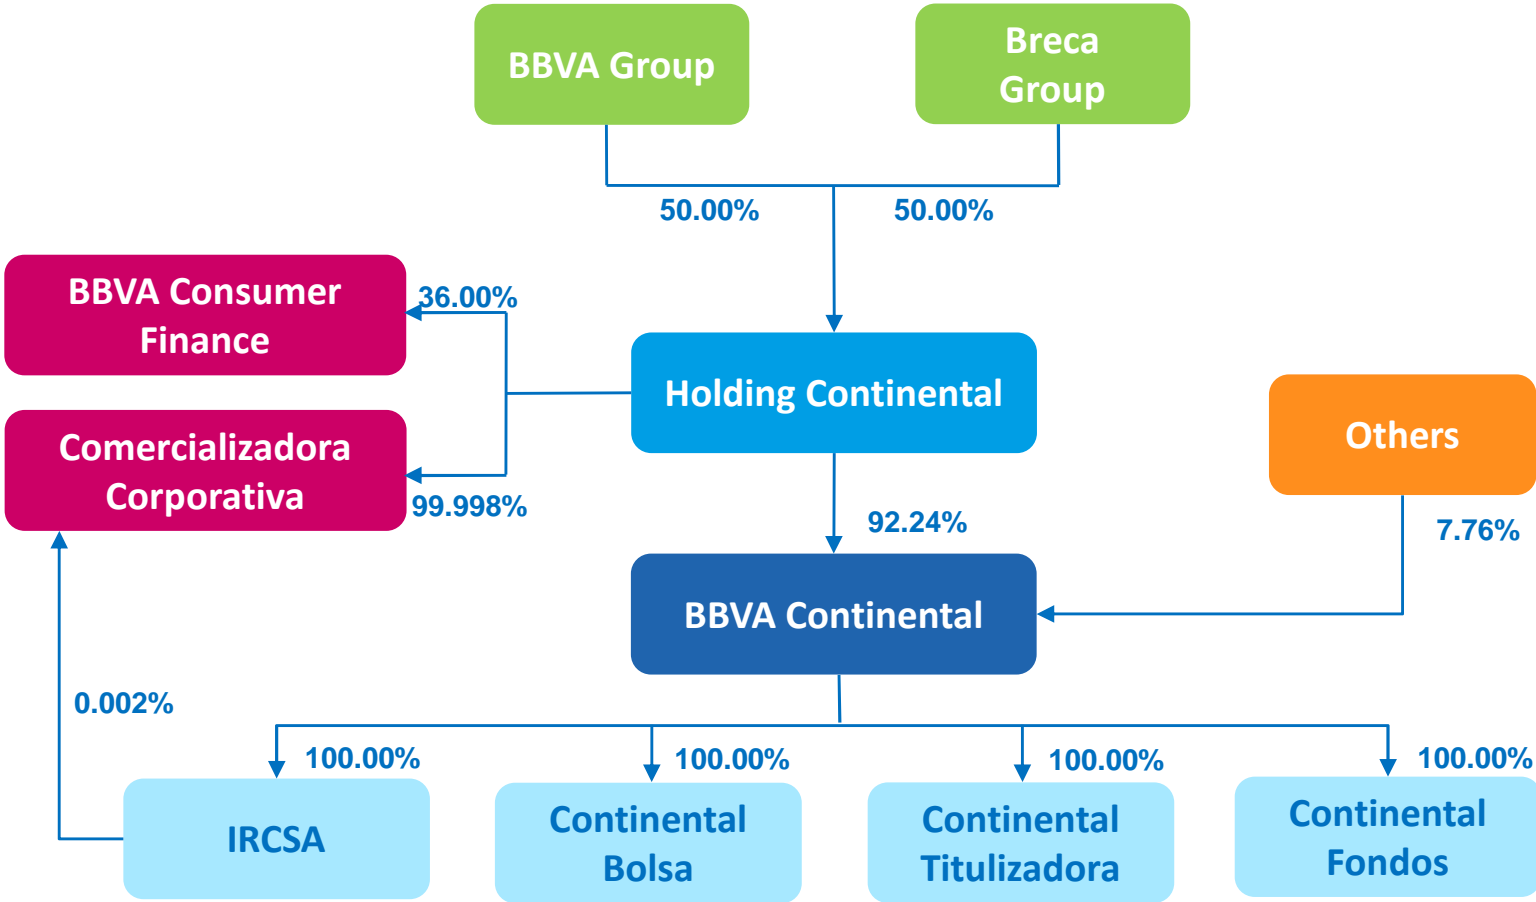 BBVA Group
Breca
Group
50.00%
50.00%
BBVA Consumer
Finance
36.00%
Holding Continental
Others
Comercializadora
Corporativa
99.998%
92.24%
7.76%
BBVA Continental
0.002%
100.00%
100.00%
100.00%
100.00%
IRCSA
Continental
Bolsa
Continental
Titulizadora
Continental
Fondos